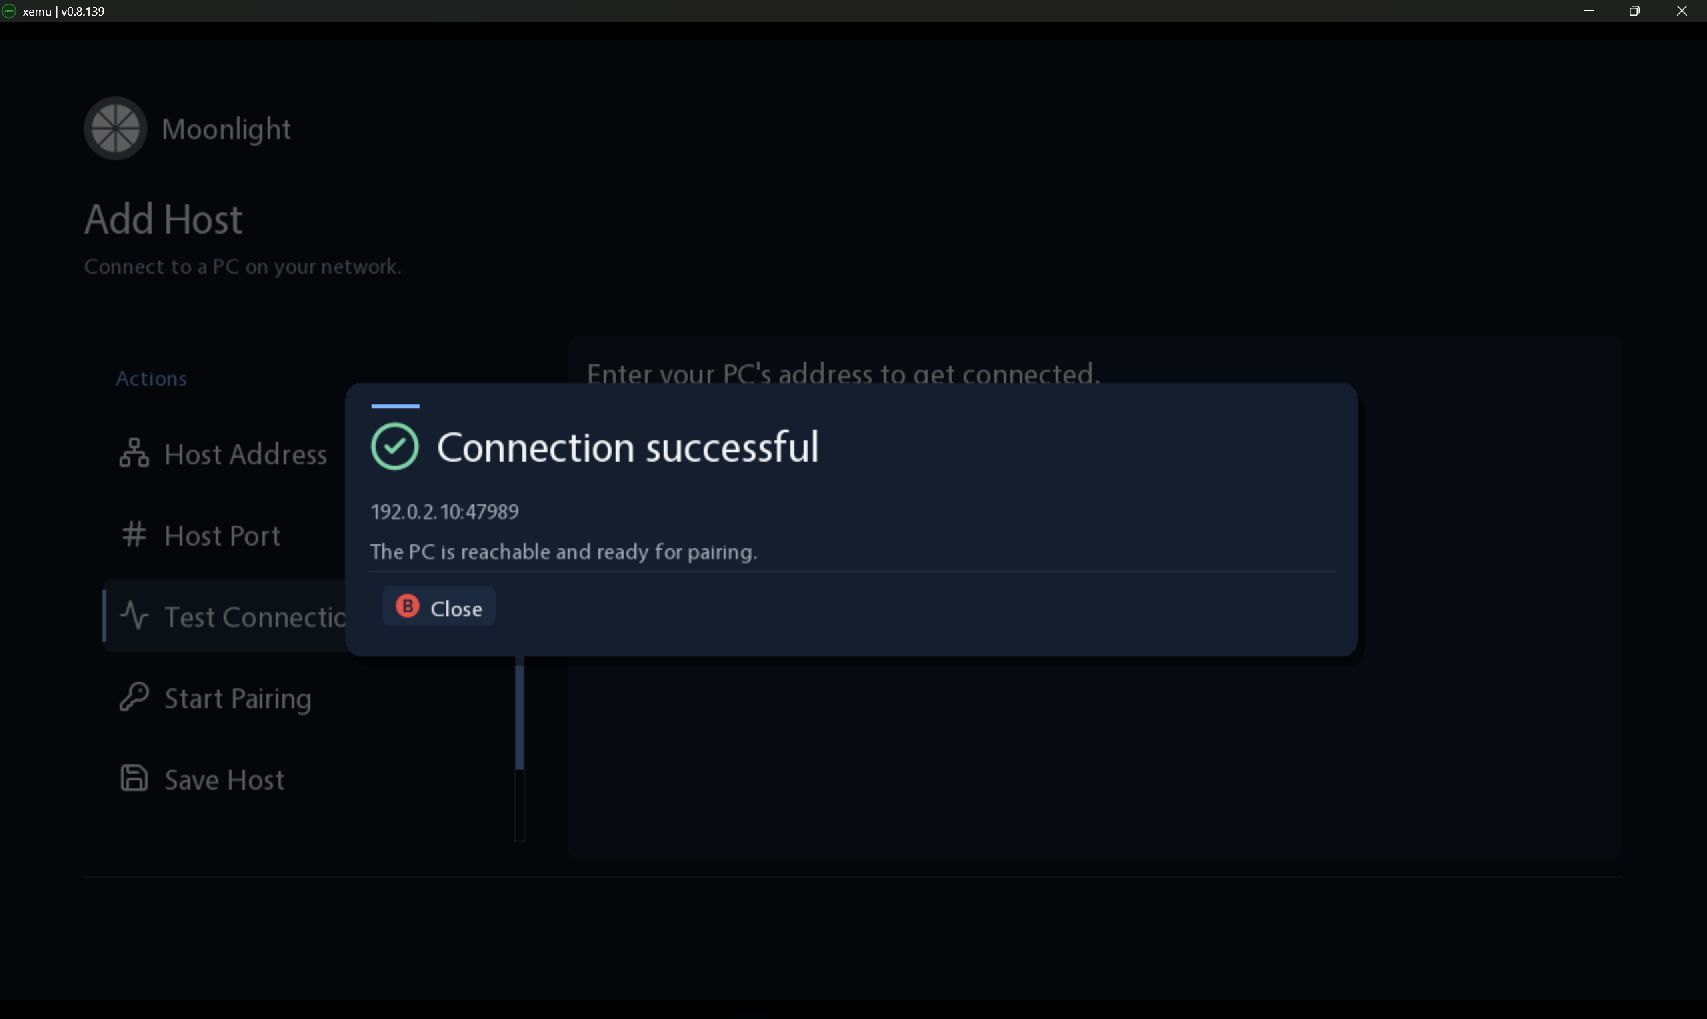 xemu | v0.8.139
Moonlight
Add Host
Connect to a PC on your network.
Actions
Enter your PC's address to get connected.
Host Address
Host Port
Test Connectio
Start Pairing
Save Host
Connection successful
192.0.2.10:47989
The PC is reachable and ready for pairing.
B Close